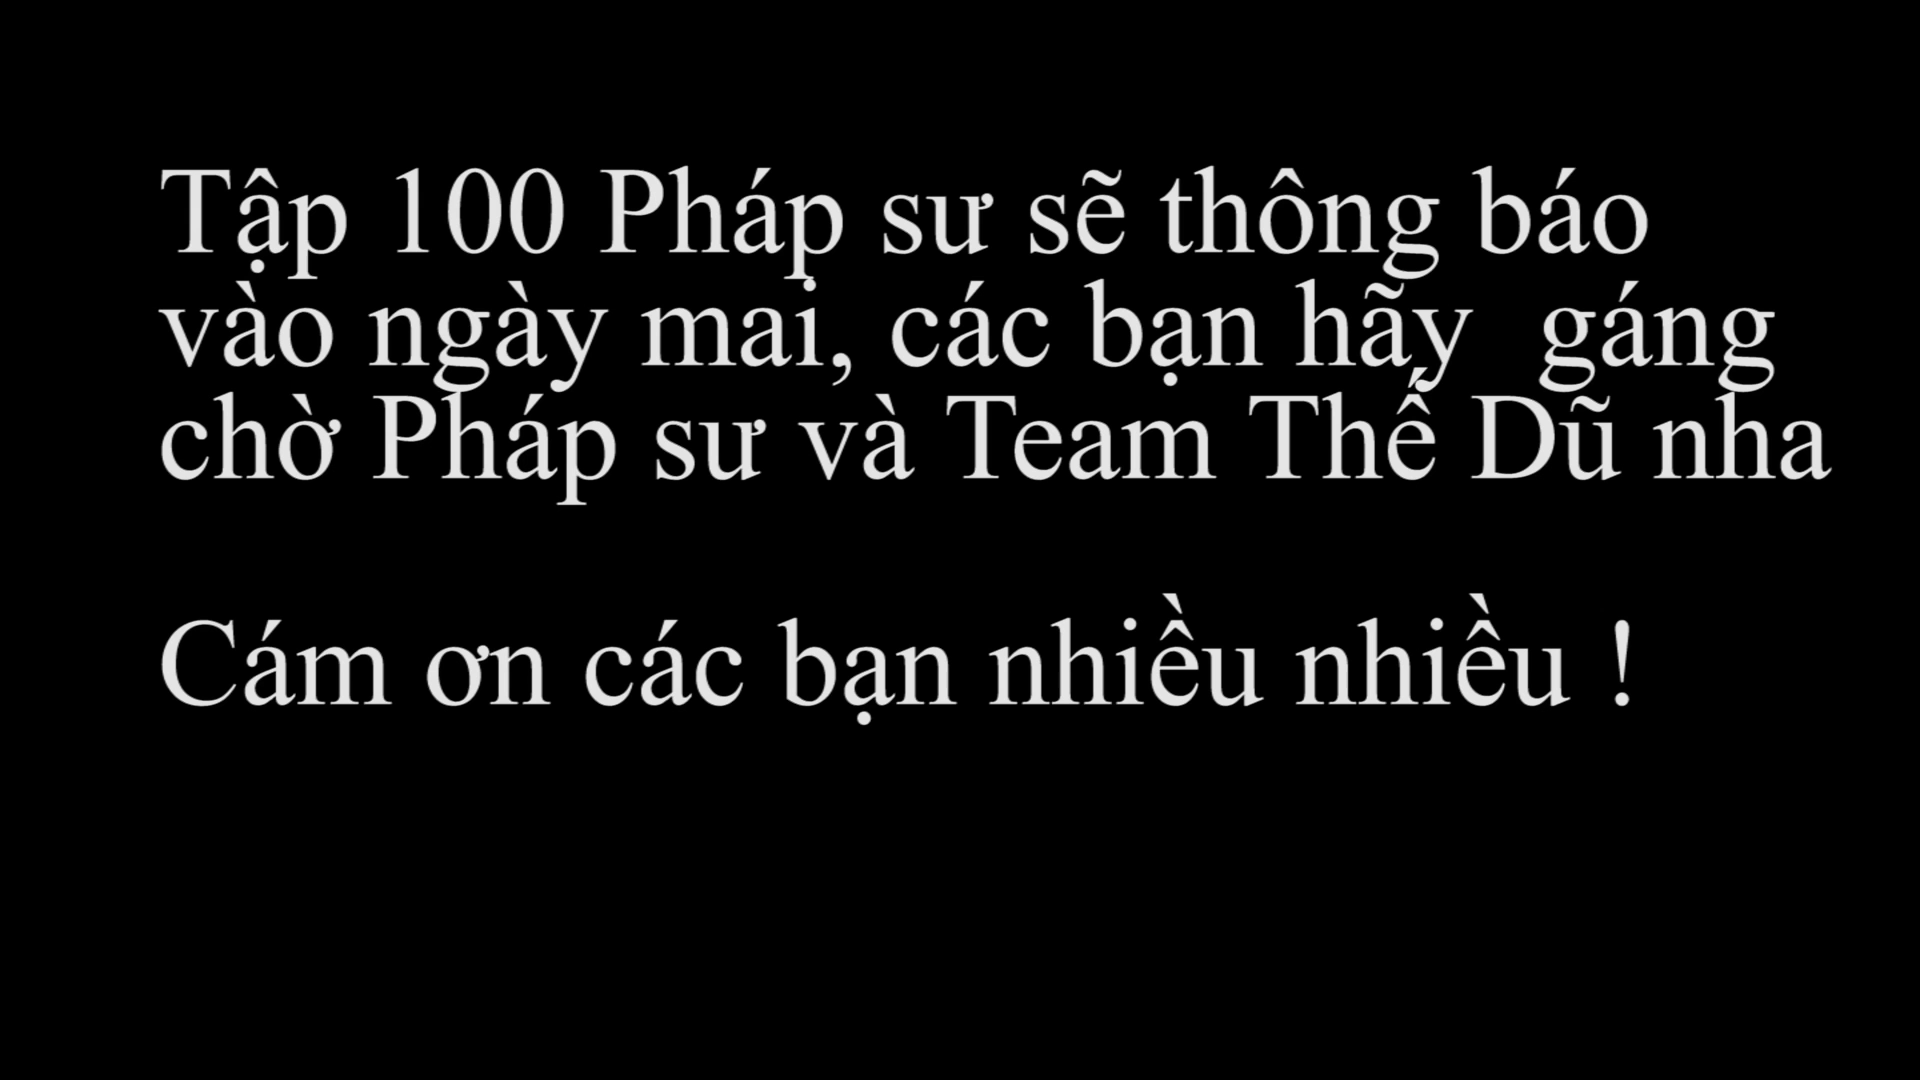 Tập 100 Pháp sư sẽ thông báo
vào ngày mai, các bạn hãy  gáng
chờ Pháp sư và Team Thế Dũ nha
Cám ơn các bạn nhiều nhiều !